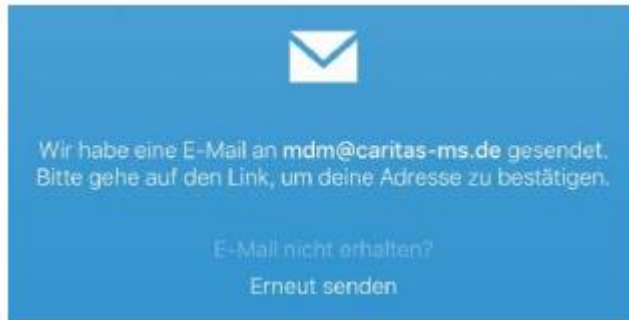 Wir habe eine E-Mail an mdm@caritas-ms.de gesendet.
Bitte gehe auf den Link, um deine Adresse zu bestätigen.
E-Mail nicht erhalten?
Erneut senden